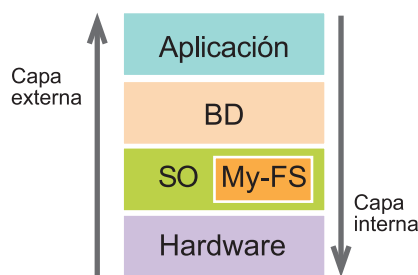 Aplicación
Capa
externa
BD
SO My-FS
Capa
interna
Hardware